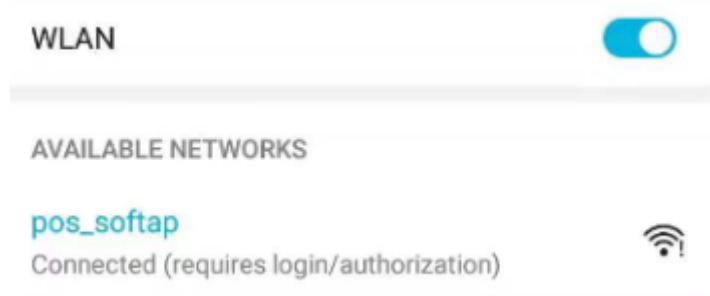 WLAN
AVAILABLE NETWORKS
pos_softap
Connected (requires login/authorization)